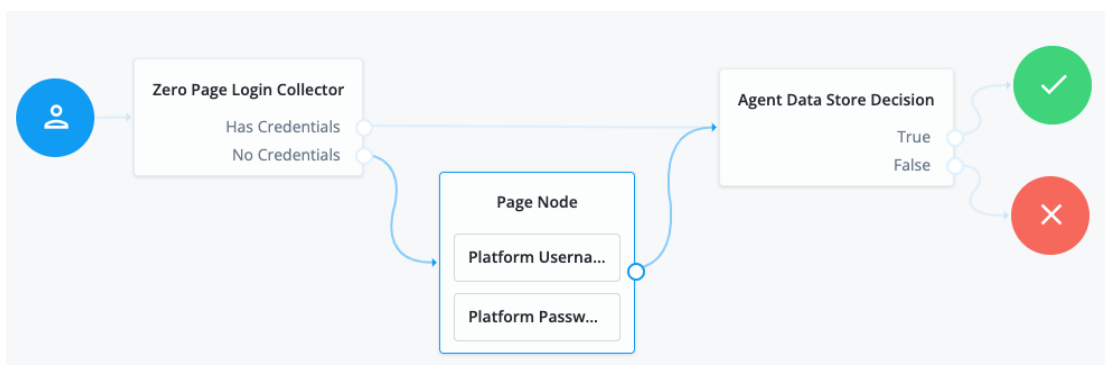 Zero Page Login Collector
Has Credentials
No Credentials
Page Node
Platform Userna...
Platform Passw...
Agent Data Store Decision
True
False